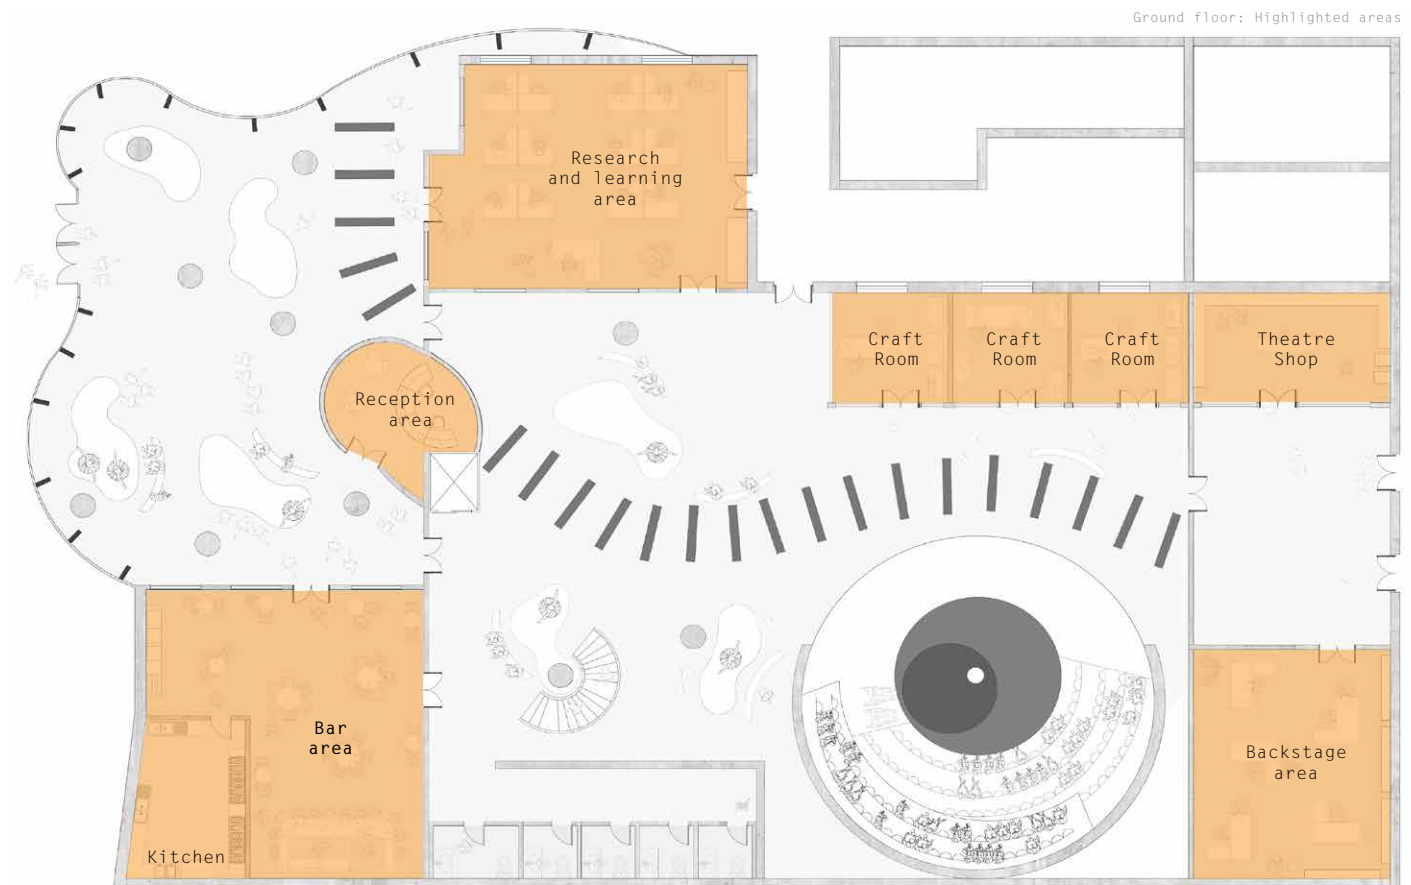 Ground floor: Highlighted areas
Research
and learning
area
Craft
Room
Craft
Room
Craft
Room
Theatre
Shop
Reception
area
Bar
area
Backstage
area
Kitchen